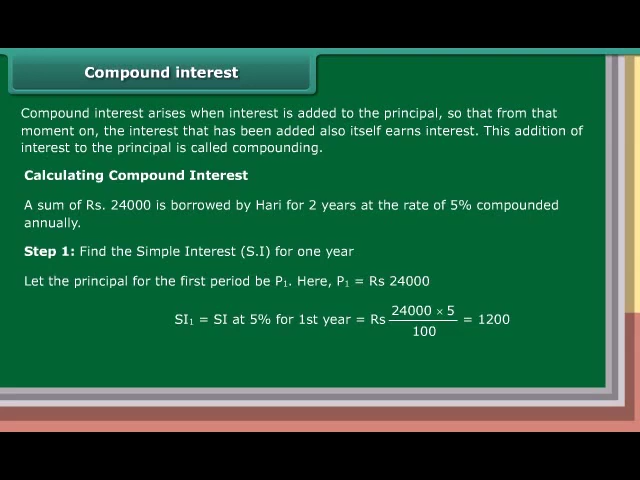 Compound interest
Compound interest arises when interest is added to the principal, so that from that
moment on, the interest that has been added also itself earns interest. This addition of
interest to the principal is called compounding.
Calculating Compound Interest
A sum of Rs. 24000 is borrowed by Hari for 2 years at the rate of 5% compounded
annually.
Step 1: Find the Simple Interest (S.I) for one year
Let the principal for the first period be P₁. Here, P₁ = Rs 24000
SI₁ = SI at 5% for 1st year = Rs 24000 × 5 / 100 = 1200